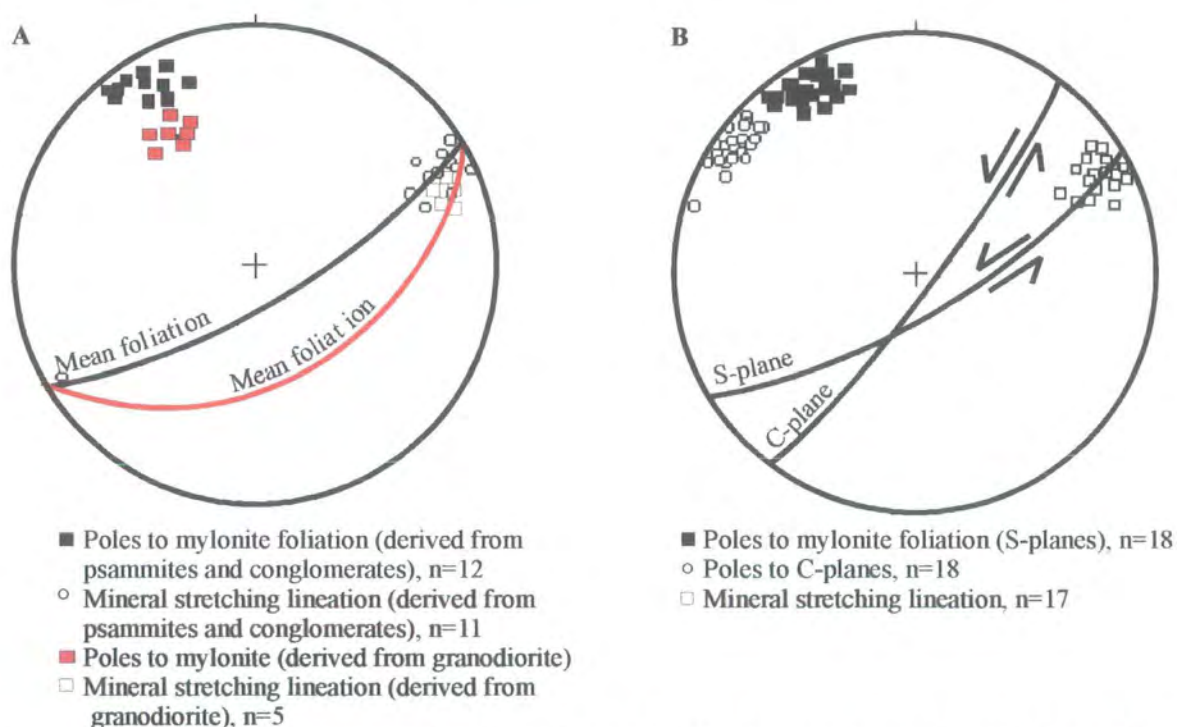 A
Mean foliation
Mean foliation
■ Poles to mylonite foliation (derived from
psammites and conglomerates), n=12
○ Mineral stretching lineation (derived from
psammites and conglomerates), n=11
■ Poles to mylonite (derived from granodiorite)
□ Mineral stretching lineation (derived from
granodiorite), n=5
B
S-plane
C-plane
■ Poles to mylonite foliation (S-planes), n=18
○ Poles to C-planes, n=18
□ Mineral stretching lineation, n=17